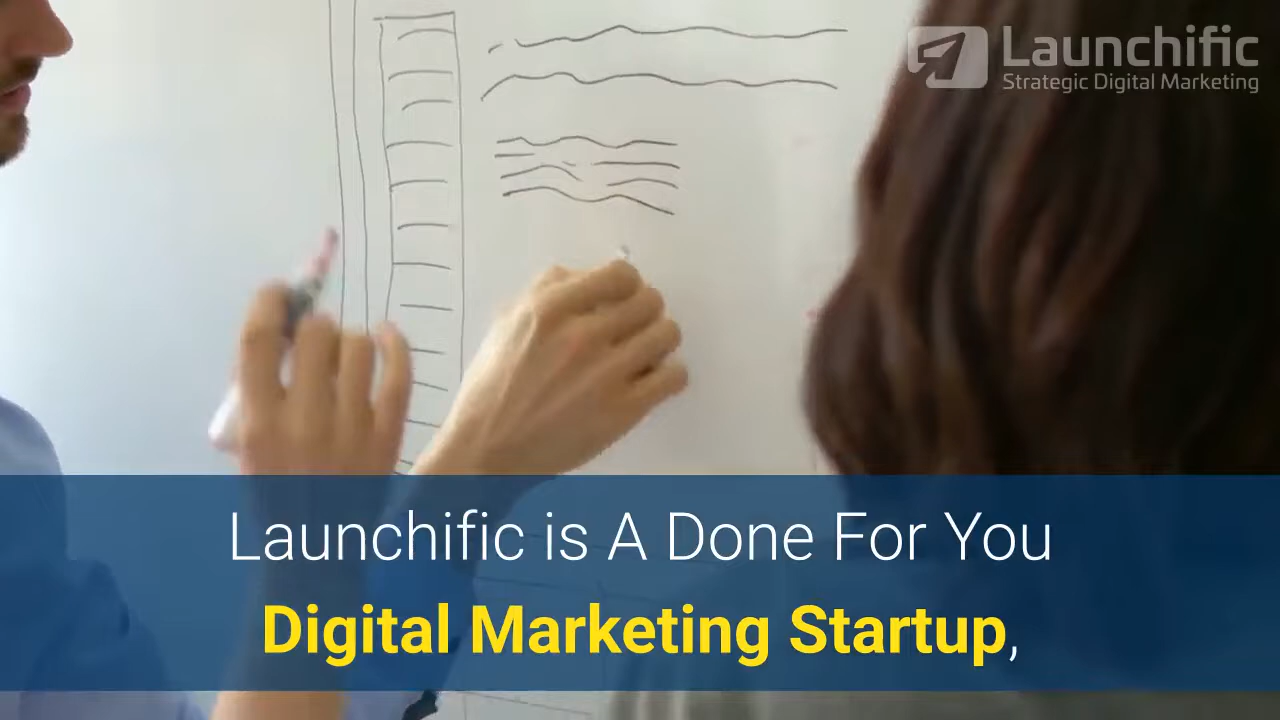 Launchific
Strategic Digital Marketing
Launchific is A Done For You
Digital Marketing Startup,